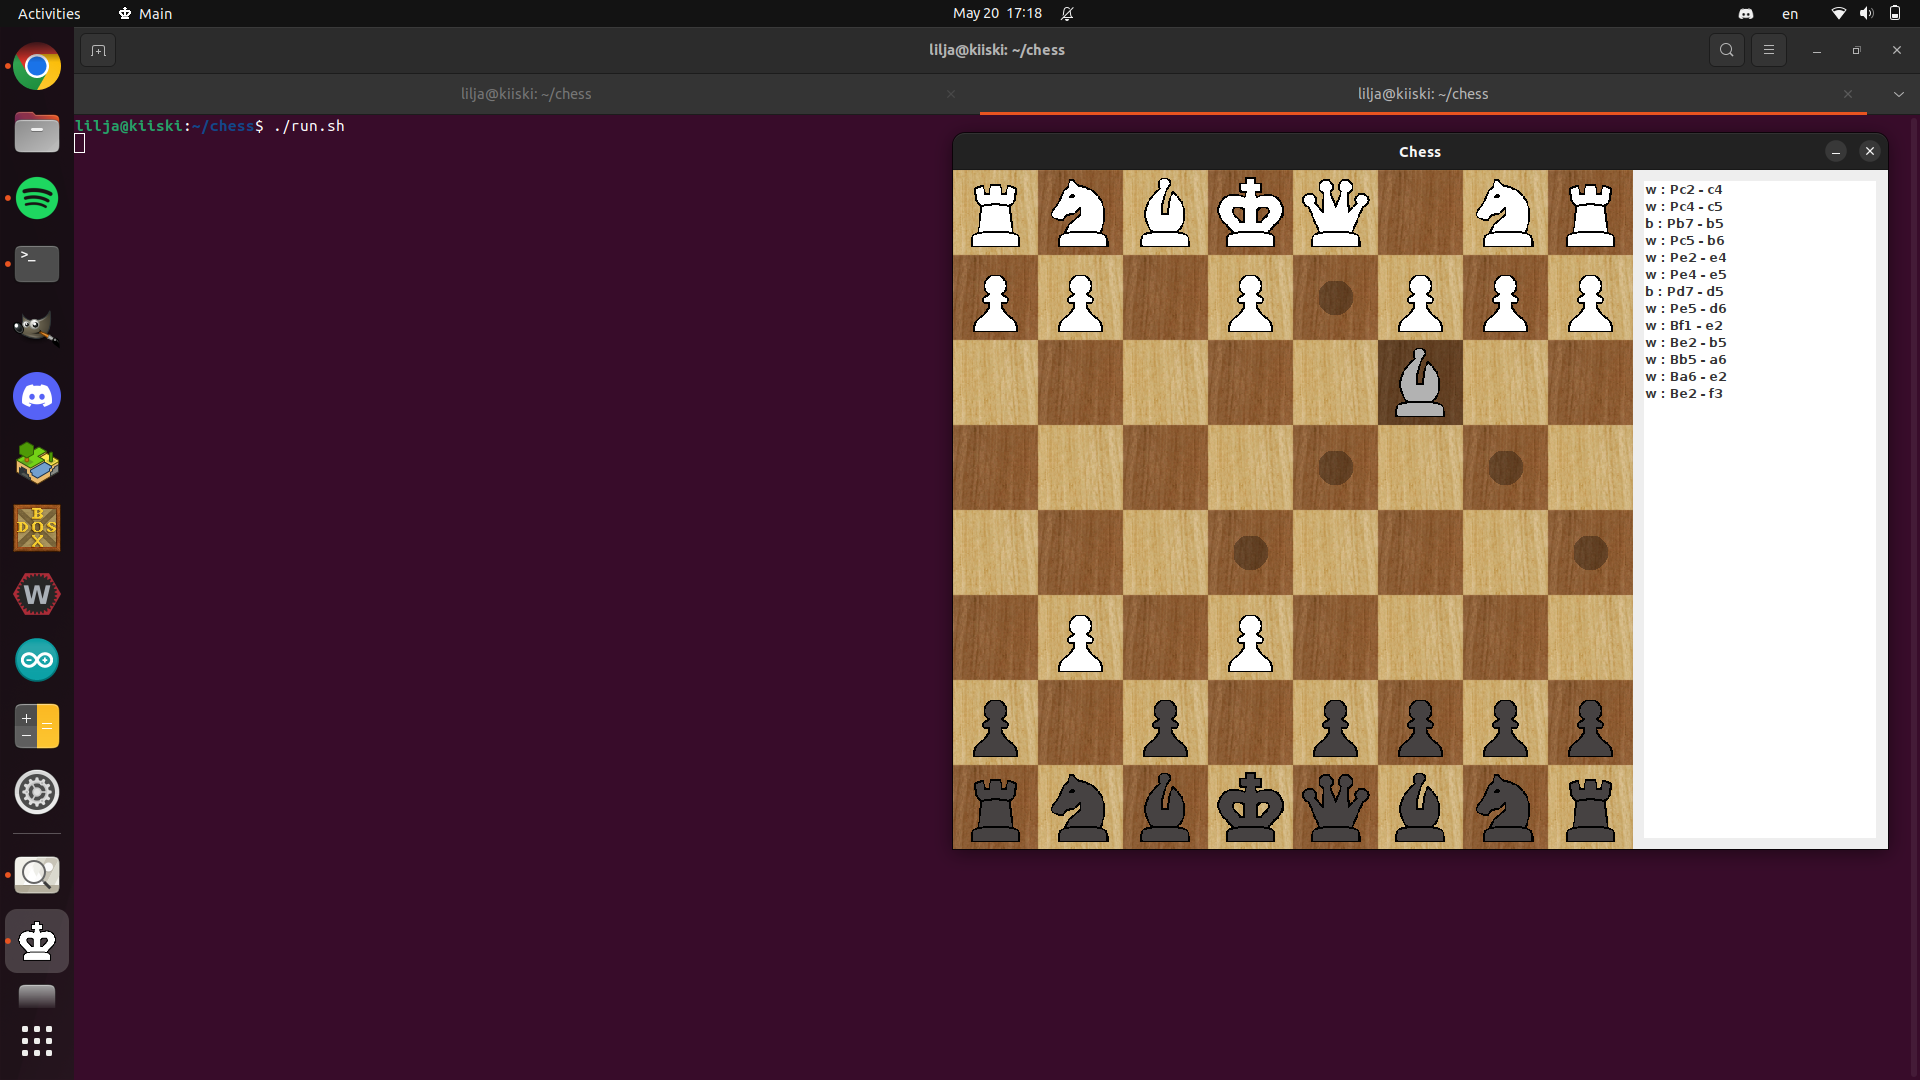 Activities
Main
May 20 17:18
en
lilja@kiiski: ~/chess
lilja@kiiski: ~/chess
lilja@kiiski: ~/chess
lilja@kiiski:~/chess$ ./run.sh
Chess
w : Pc2 - c4
w : Pc4 - c5
b : Pb7 - b5
w : Pc5 - b6
w : Pe2 - e4
w : Pe4 - e5
b : Pd7 - d5
w : Pe5 - d6
w : Bf1 - e2
w : Be2 - b5
w : Bb5 - a6
w : Ba6 - e2
w : Be2 - f3
>_
B
DOS
X
W